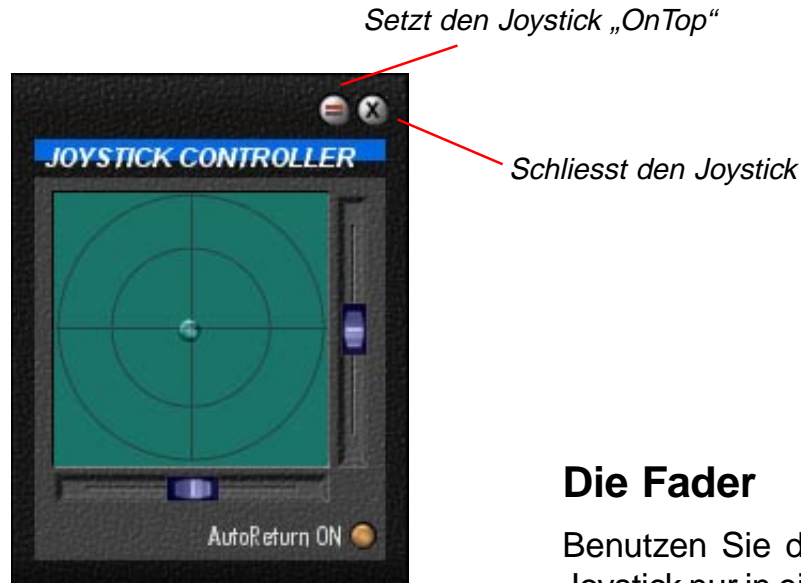 Setzt den Joystick „OnTop“
X
JOYSTICK CONTROLLER
Schliesst den Joystick
AutoReturn ON
Die Fader
Benutzen Sie d
Joystick nur in ei